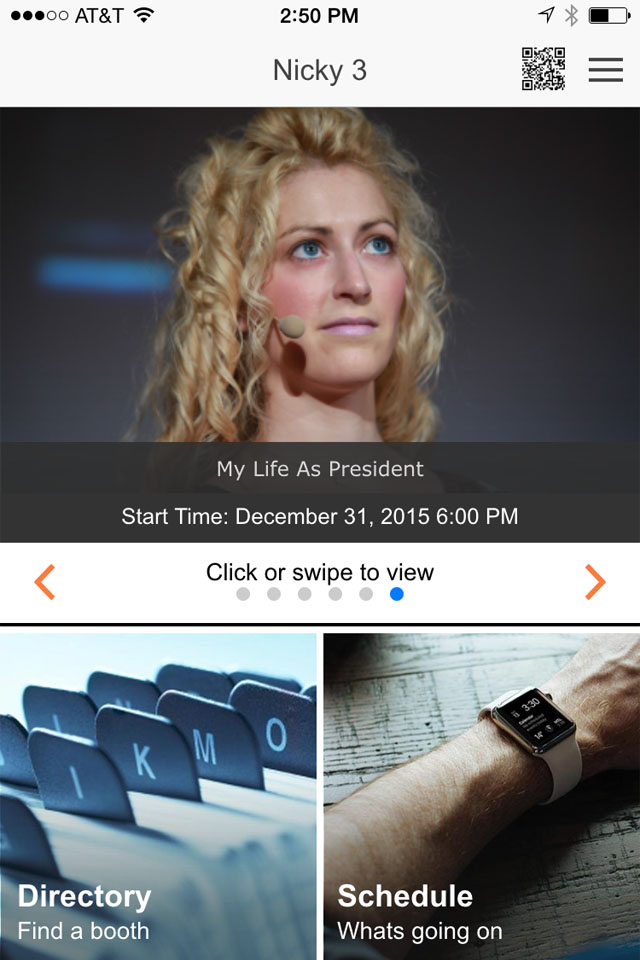 AT&T 2:50 PM
Nicky 3
My Life As President
Start Time: December 31, 2015 6:00 PM
Click or swipe to view
I N M O
I K
3:30
Directory
Schedule
Find a booth
Whats going on